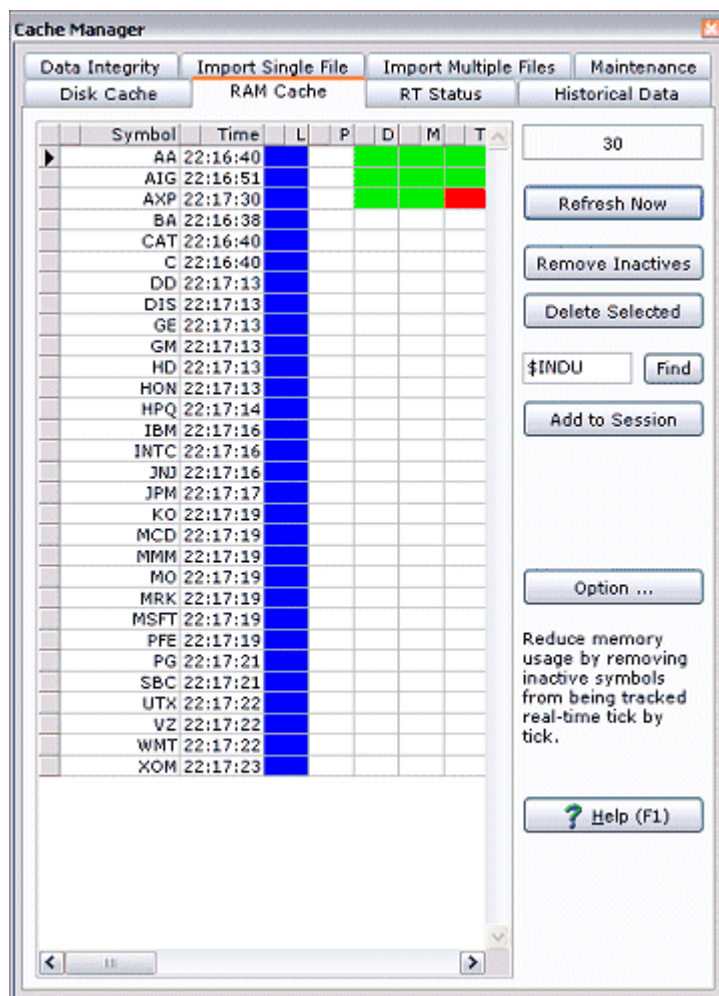 Cache Manager
Data Integrity Import Single File Import Multiple Files Maintenance
Disk Cache RAM Cache RT Status Historical Data
Symbol Time L P D M T
AA 22:16:40
AIG 22:16:51
AXP 22:17:30
BA 22:16:38
CAT 22:16:40
C 22:16:40
DD 22:17:13
DIS 22:17:13
GE 22:17:13
GM 22:17:13
HD 22:17:13
HON 22:17:13
HPQ 22:17:14
IBM 22:17:16
INTC 22:17:16
JNJ 22:17:16
JPM 22:17:17
KO 22:17:19
MCD 22:17:19
MMM 22:17:19
MO 22:17:19
MRK 22:17:19
MSFT 22:17:19
PFE 22:17:19
PG 22:17:21
SBC 22:17:21
UTX 22:17:22
VZ 22:17:22
WMT 22:17:22
XOM 22:17:23
30
Refresh Now
Remove Inactives
Delete Selected
$INDU Find
Add to Session
Option ...
Reduce memory
usage by removing
inactive symbols
from being tracked
real-time tick by
tick.
? Help (F1)